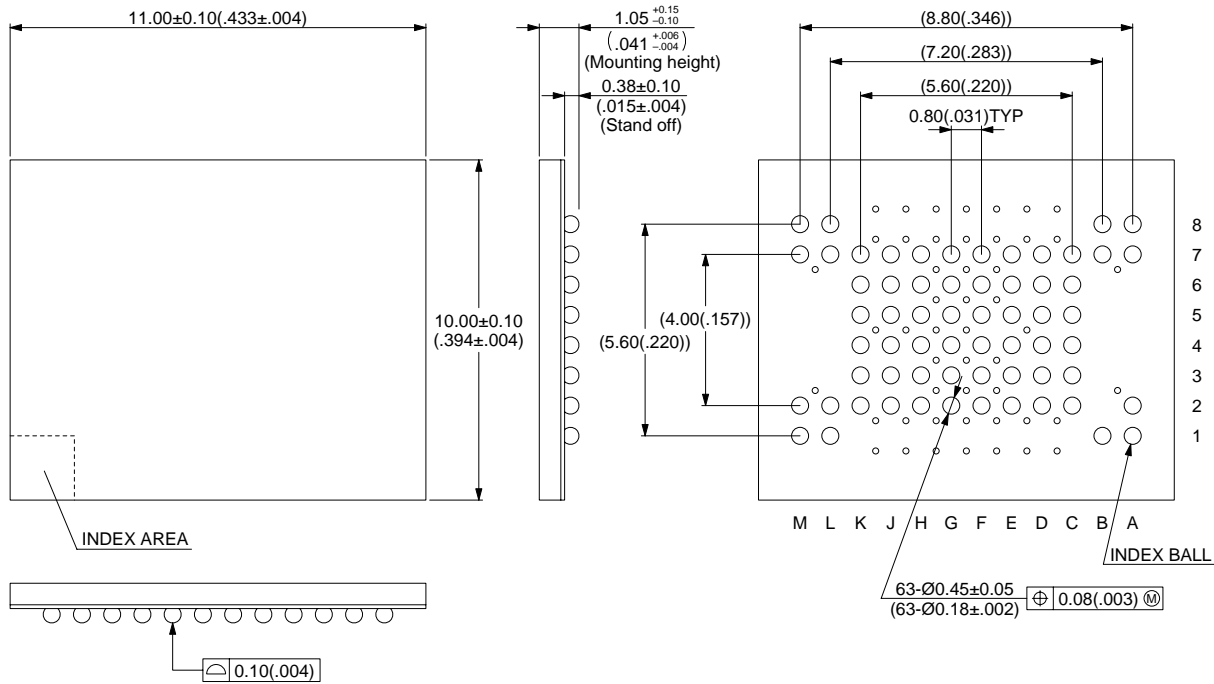 11.00±0.10(.433±.004)
1.05 +0.15 –0.10
(.041 +.006 –.004)
(Mounting height)
0.38±0.10
(.015±.004)
(Stand off)
(8.80(.346))
(7.20(.283))
(5.60(.220))
0.80(.031)TYP
10.00±0.10
(.394±.004)
(4.00(.157))
(5.60(.220))
8
7
6
5
4
3
2
1
M L K J H G F E D C B A
INDEX AREA
INDEX BALL
63-Ø0.45±0.05
(63-Ø0.18±.002)
⌖ 0.08(.003) Ⓜ
⌓ 0.10(.004)